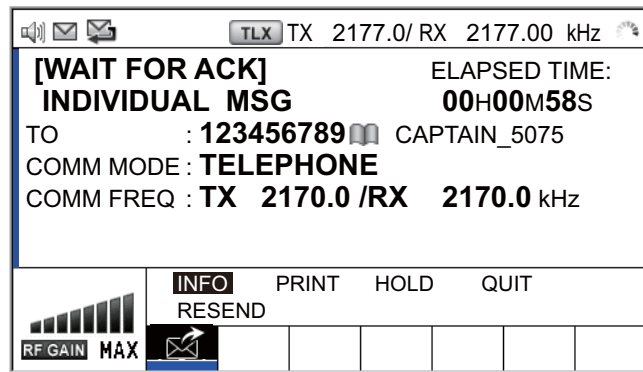 TLX TX 2177.0/ RX 2177.00 kHz
[WAIT FOR ACK] ELAPSED TIME:
INDIVIDUAL MSG 00H00M58S
TO : 123456789 CAPTAIN_5075
COMM MODE : TELEPHONE
COMM FREQ : TX 2170.0 /RX 2170.0 kHz
INFO PRINT HOLD QUIT
RESEND
RF GAIN MAX